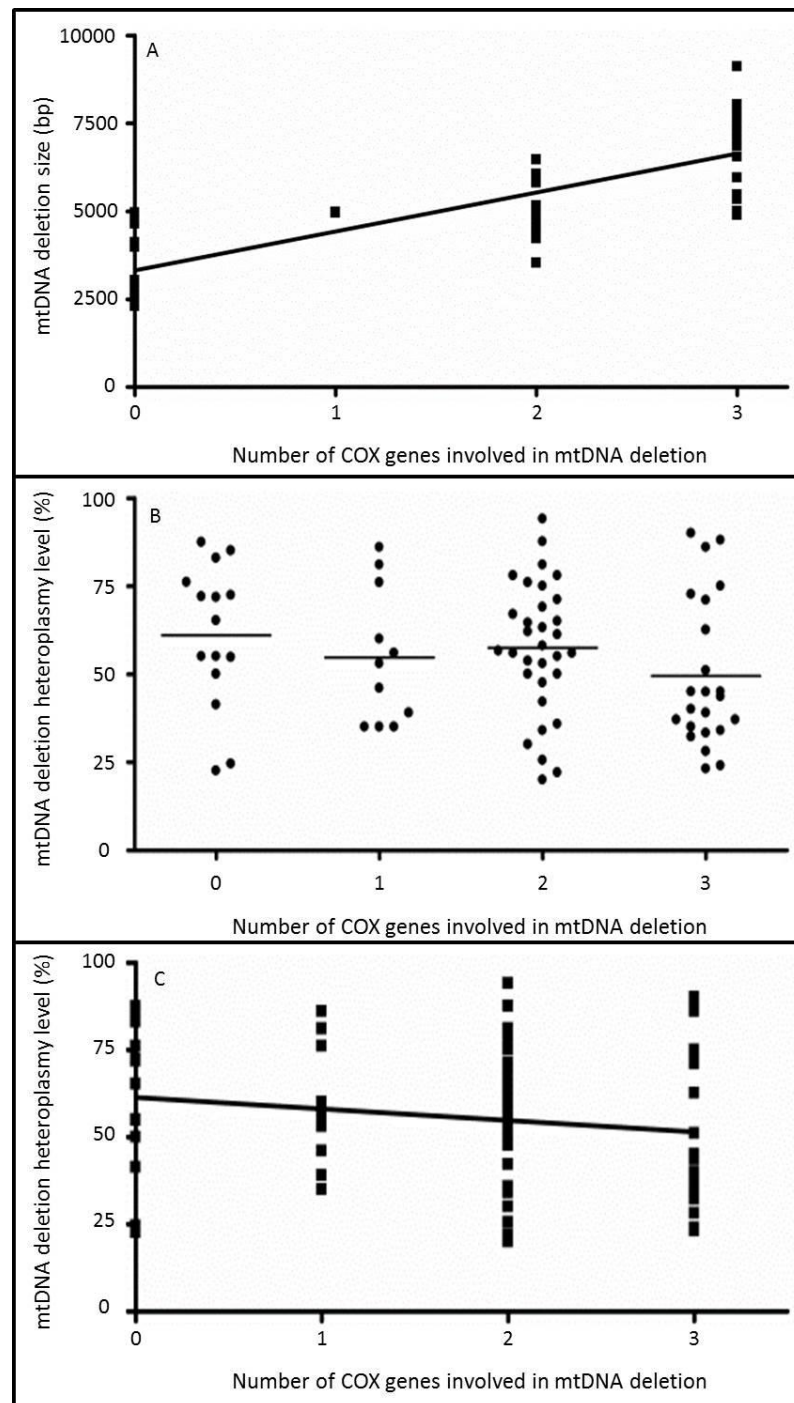 A
mtDNA deletion size (bp)
10000
7500
5000
2500
0
0 1 2 3
Number of COX genes involved in mtDNA deletion
B
mtDNA deletion heteroplasmy level (%)
100
75
50
25
0
0 1 2 3
Number of COX genes involved in mtDNA deletion
C
mtDNA deletion heteroplasmy level (%)
100
75
50
25
0
0 1 2 3
Number of COX genes involved in mtDNA deletion